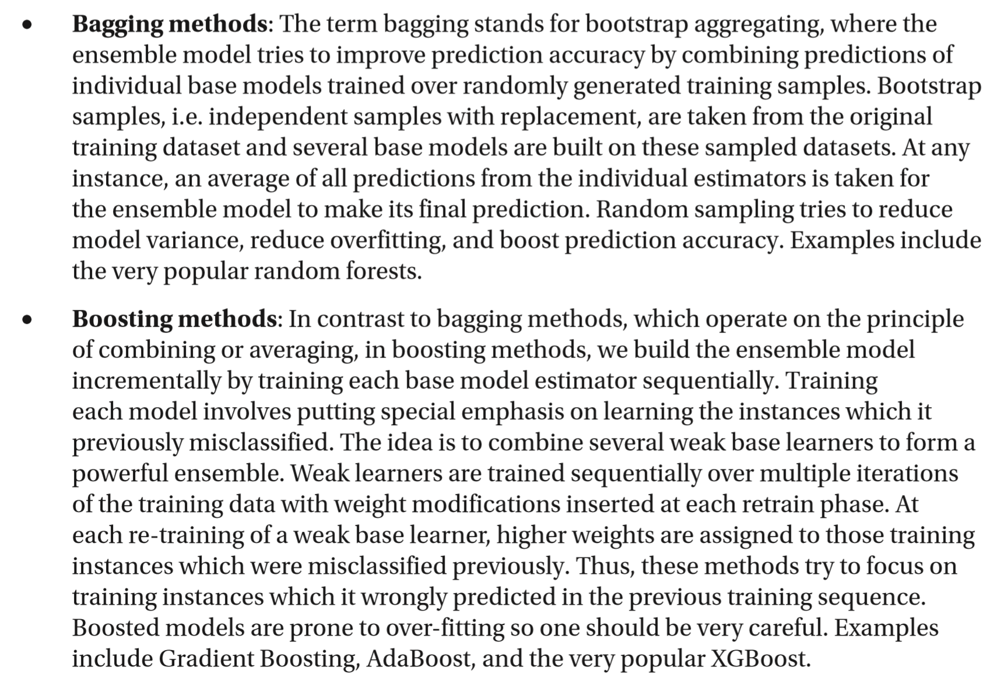 • Bagging methods: The term bagging stands for bootstrap aggregating, where the
ensemble model tries to improve prediction accuracy by combining predictions of
individual base models trained over randomly generated training samples. Bootstrap
samples, i.e. independent samples with replacement, are taken from the original
training dataset and several base models are built on these sampled datasets. At any
instance, an average of all predictions from the individual estimators is taken for
the ensemble model to make its final prediction. Random sampling tries to reduce
model variance, reduce overfitting, and boost prediction accuracy. Examples include
the very popular random forests.
• Boosting methods: In contrast to bagging methods, which operate on the principle
of combining or averaging, in boosting methods, we build the ensemble model
incrementally by training each base model estimator sequentially. Training
each model involves putting special emphasis on learning the instances which it
previously misclassified. The idea is to combine several weak base learners to form a
powerful ensemble. Weak learners are trained sequentially over multiple iterations
of the training data with weight modifications inserted at each retrain phase. At
each re-training of a weak base learner, higher weights are assigned to those training
instances which were misclassified previously. Thus, these methods try to focus on
training instances which it wrongly predicted in the previous training sequence.
Boosted models are prone to over-fitting so one should be very careful. Examples
include Gradient Boosting, AdaBoost, and the very popular XGBoost.